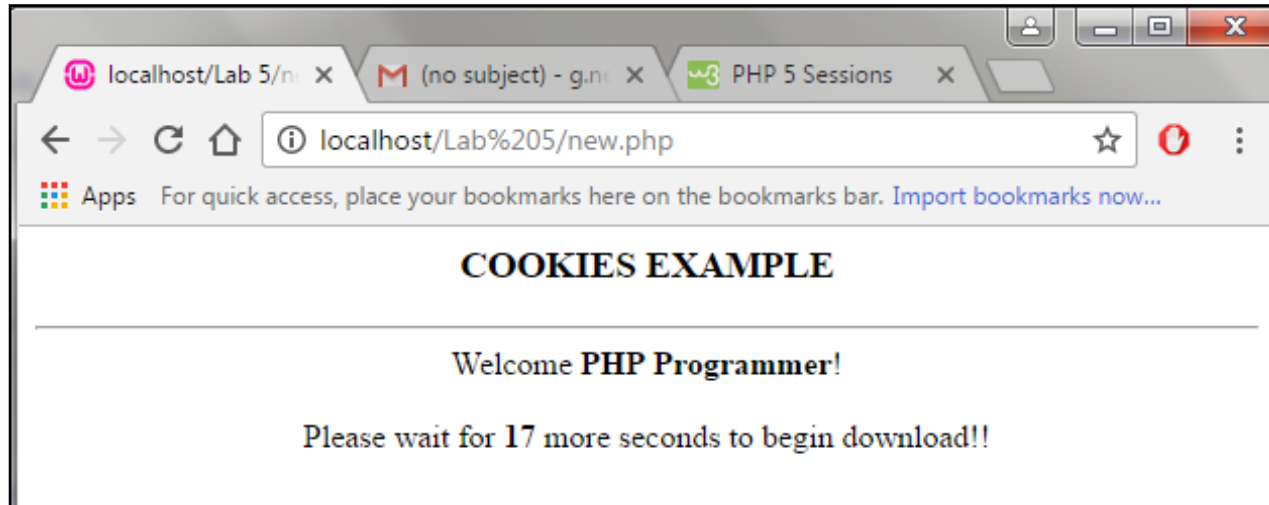 localhost/Lab 5/n
(no subject) - g.ne
PHP 5 Sessions
localhost/Lab%205/new.php
Apps For quick access, place your bookmarks here on the bookmarks bar. Import bookmarks now...
COOKIES EXAMPLE
Welcome PHP Programmer!
Please wait for 17 more seconds to begin download!!